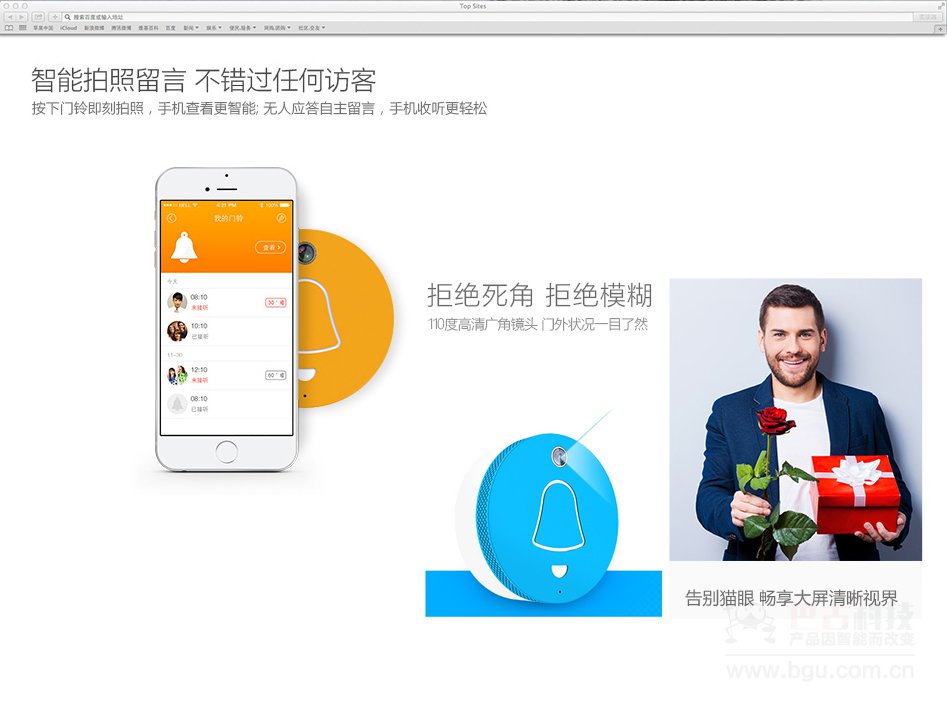 Top Sites
搜索百度或输入地址
苹果中国 iCloud 新浪微博 腾讯微博 维基百科 百度 新闻 娱乐 便民服务 网购/团购 社区交友
智能拍照留言 不错过任何访客
按下门铃即刻拍照，手机查看更智能; 无人应答自主留言，手机收听更轻松
4:21 PM 100%
我的门铃
查看
今天
08:10
未接听
10:10
已接听
11-30
12:10
未接听
08:10
已接听
拒绝死角 拒绝模糊
110度高清广角镜头 门外状况一目了然
告别猫眼 畅享大屏清晰视界
巴古科技
产品因智能而改变
www.bgu.com.cn